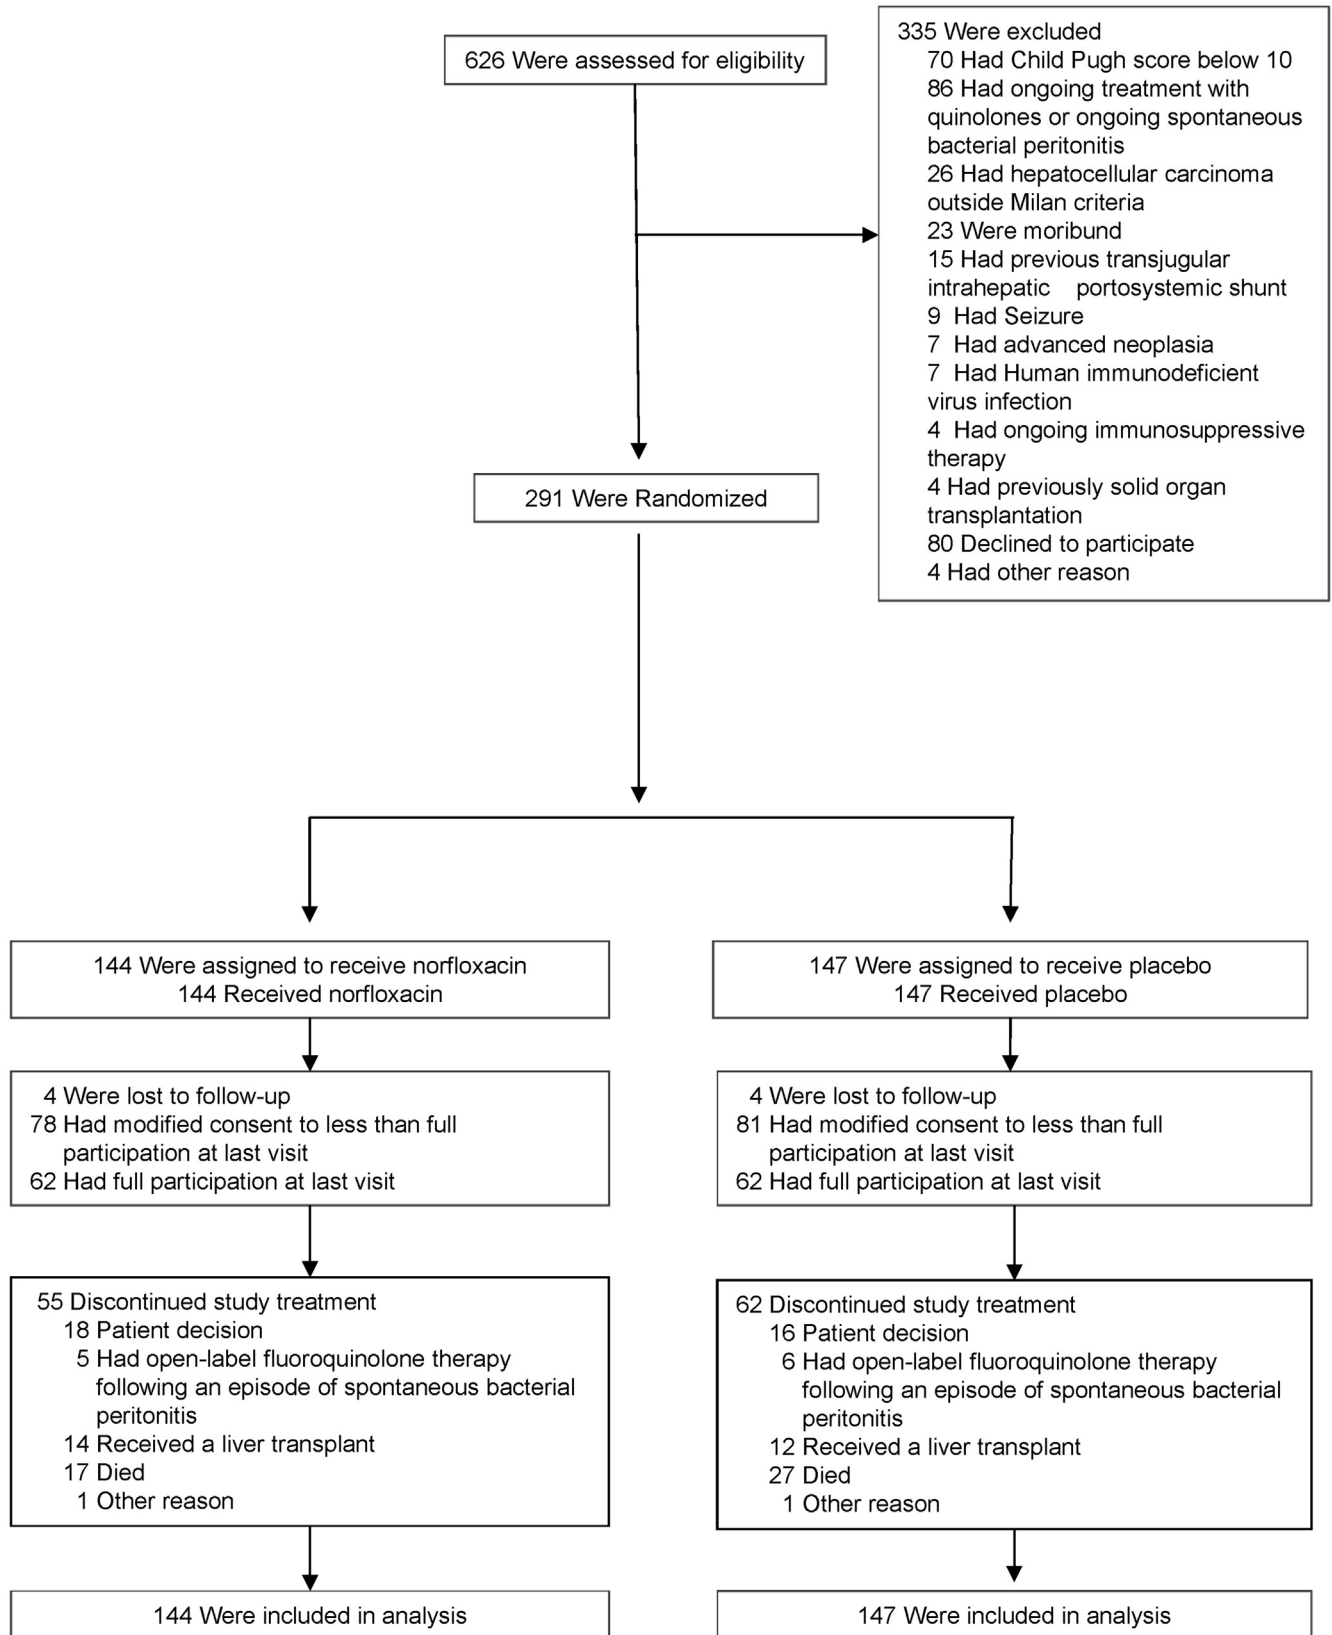 626 Were assessed for eligibility
335 Were excluded
70 Had Child Pugh score below 10
86 Had ongoing treatment with
quinolones or ongoing spontaneous
bacterial peritonitis
26 Had hepatocellular carcinoma
outside Milan criteria
23 Were moribund
15 Had previous transjugular
intrahepatic portosystemic shunt
9 Had Seizure
7 Had advanced neoplasia
7 Had Human immunodeficient
virus infection
4 Had ongoing immunosuppressive
therapy
4 Had previously solid organ
transplantation
80 Declined to participate
4 Had other reason
291 Were Randomized
144 Were assigned to receive norfloxacin
144 Received norfloxacin
4 Were lost to follow-up
78 Had modified consent to less than full
participation at last visit
62 Had full participation at last visit
55 Discontinued study treatment
18 Patient decision
5 Had open-label fluoroquinolone therapy
following an episode of spontaneous bacterial
peritonitis
14 Received a liver transplant
17 Died
1 Other reason
144 Were included in analysis
147 Were assigned to receive placebo
147 Received placebo
4 Were lost to follow-up
81 Had modified consent to less than full
participation at last visit
62 Had full participation at last visit
62 Discontinued study treatment
16 Patient decision
6 Had open-label fluoroquinolone therapy
following an episode of spontaneous bacterial
peritonitis
12 Received a liver transplant
27 Died
1 Other reason
147 Were included in analysis